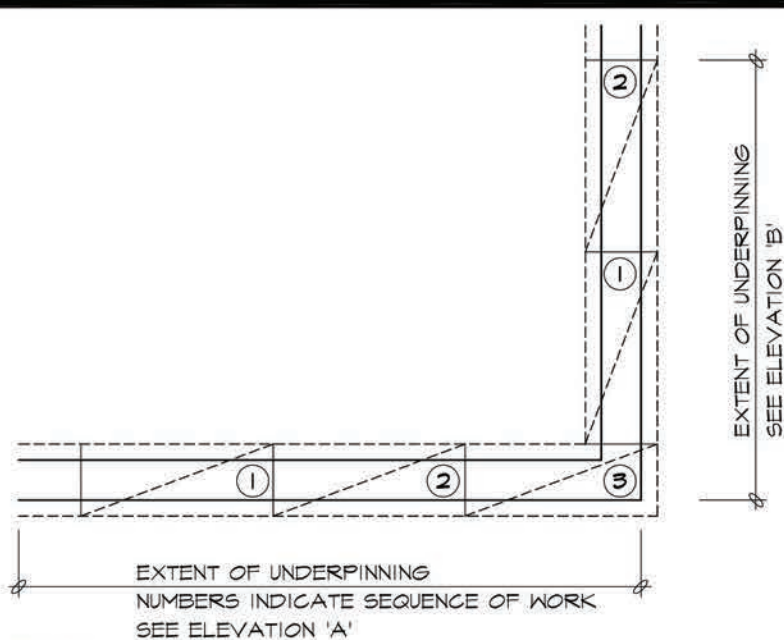 2
1
EXTENT OF UNDERPINNING
SEE ELEVATION 'B'
1 2 3
EXTENT OF UNDERPINNING
NUMBERS INDICATE SEQUENCE OF WORK
SEE ELEVATION 'A'